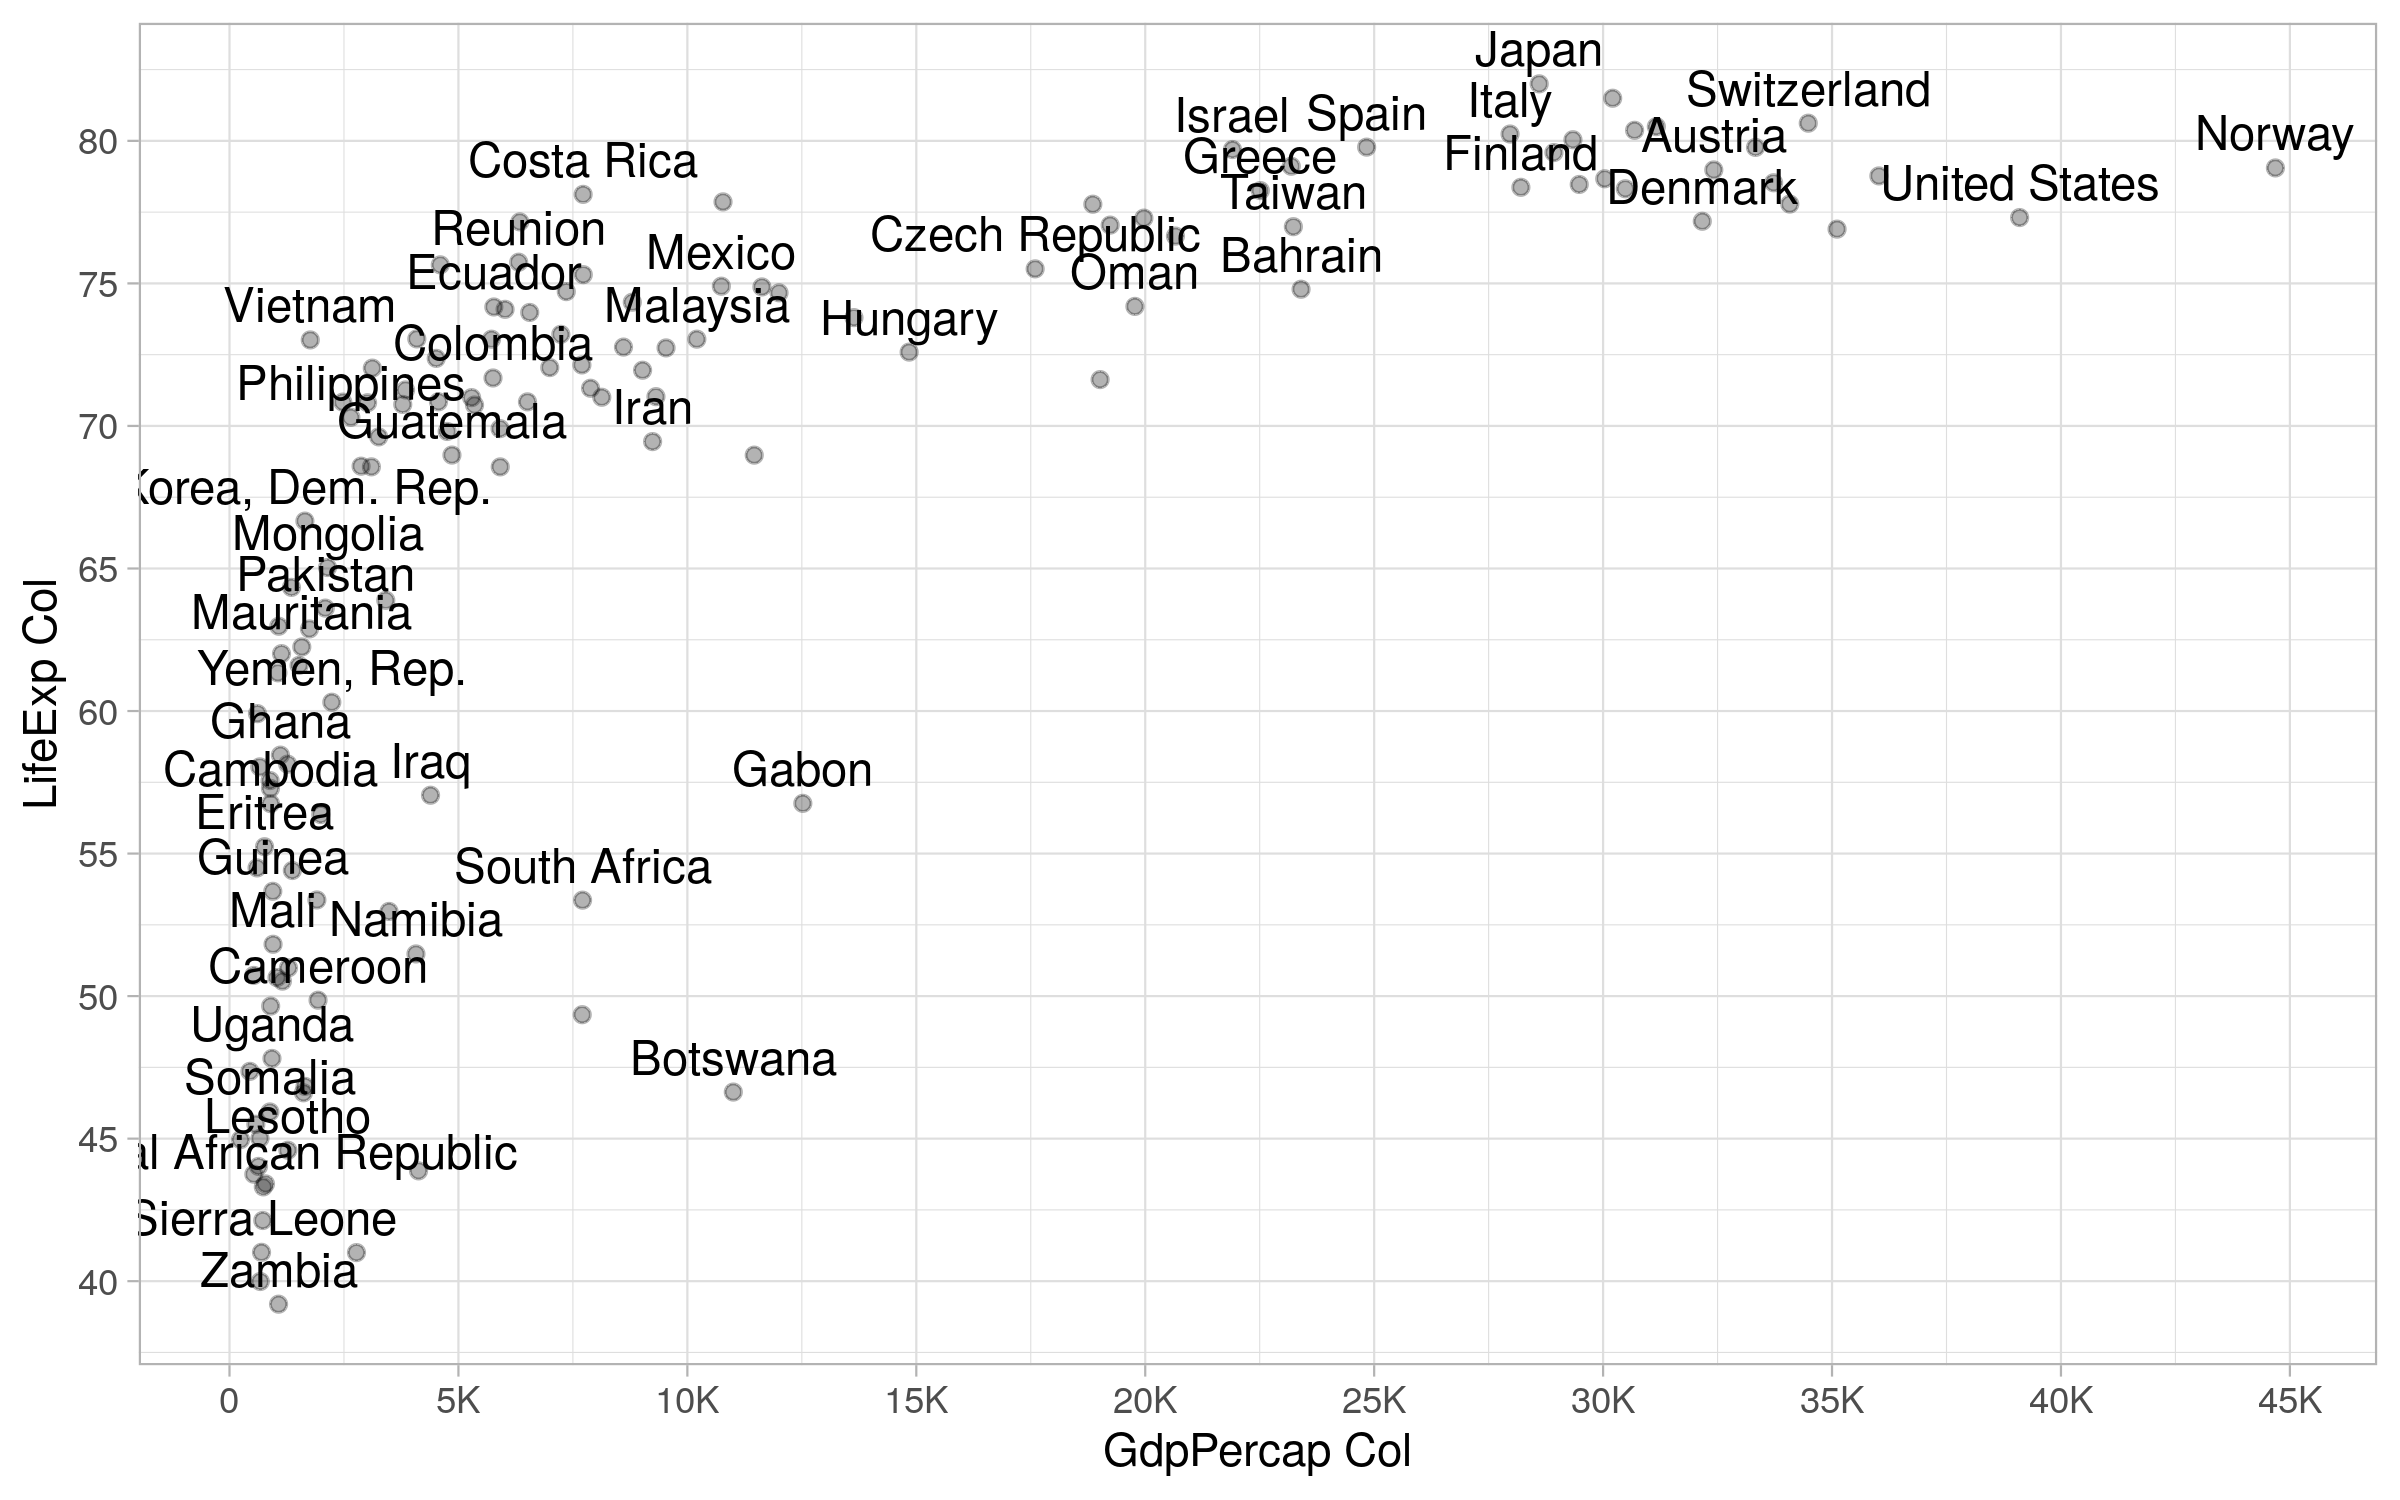 Japan
Switzerland
Italy
Israel Spain
Norway
Austria
Costa Rica
Greece
Finland
United States
Taiwan
Denmark
80
Reunion
Czech Republic
Mexico
Bahrain
Ecuador
Oman
75
Vietnam
Malaysia
Hungary
Colombia
Philippines
Iran
Guatemala
70
Korea, Dem. Rep.
Mongolia
Pakistan
65
Mauritania
Yemen, Rep.
Ghana
60
Iraq
Cambodia
Gabon
Eritrea
Guinea
55
South Africa
Mali
Namibia
Cameroon
50
Uganda
Botswana
Somalia
Lesotho
45
al African Republic
Sierra Leone
Zambia
40
LifeExp Col
0 5K 10K 15K 20K 25K 30K 35K 40K 45K
GdpPercap Col